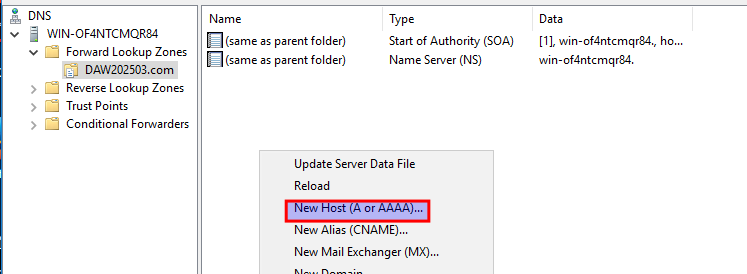 DNS
WIN-OF4NTCMQR84
Forward Lookup Zones
DAW202503.com
Reverse Lookup Zones
Trust Points
Conditional Forwarders
Name Type Data
(same as parent folder) Start of Authority (SOA) [1], win-of4ntcmqr84., ho...
(same as parent folder) Name Server (NS) win-of4ntcmqr84.
Update Server Data File
Reload
New Host (A or AAAA)...
New Alias (CNAME)...
New Mail Exchanger (MX)...
New Domain